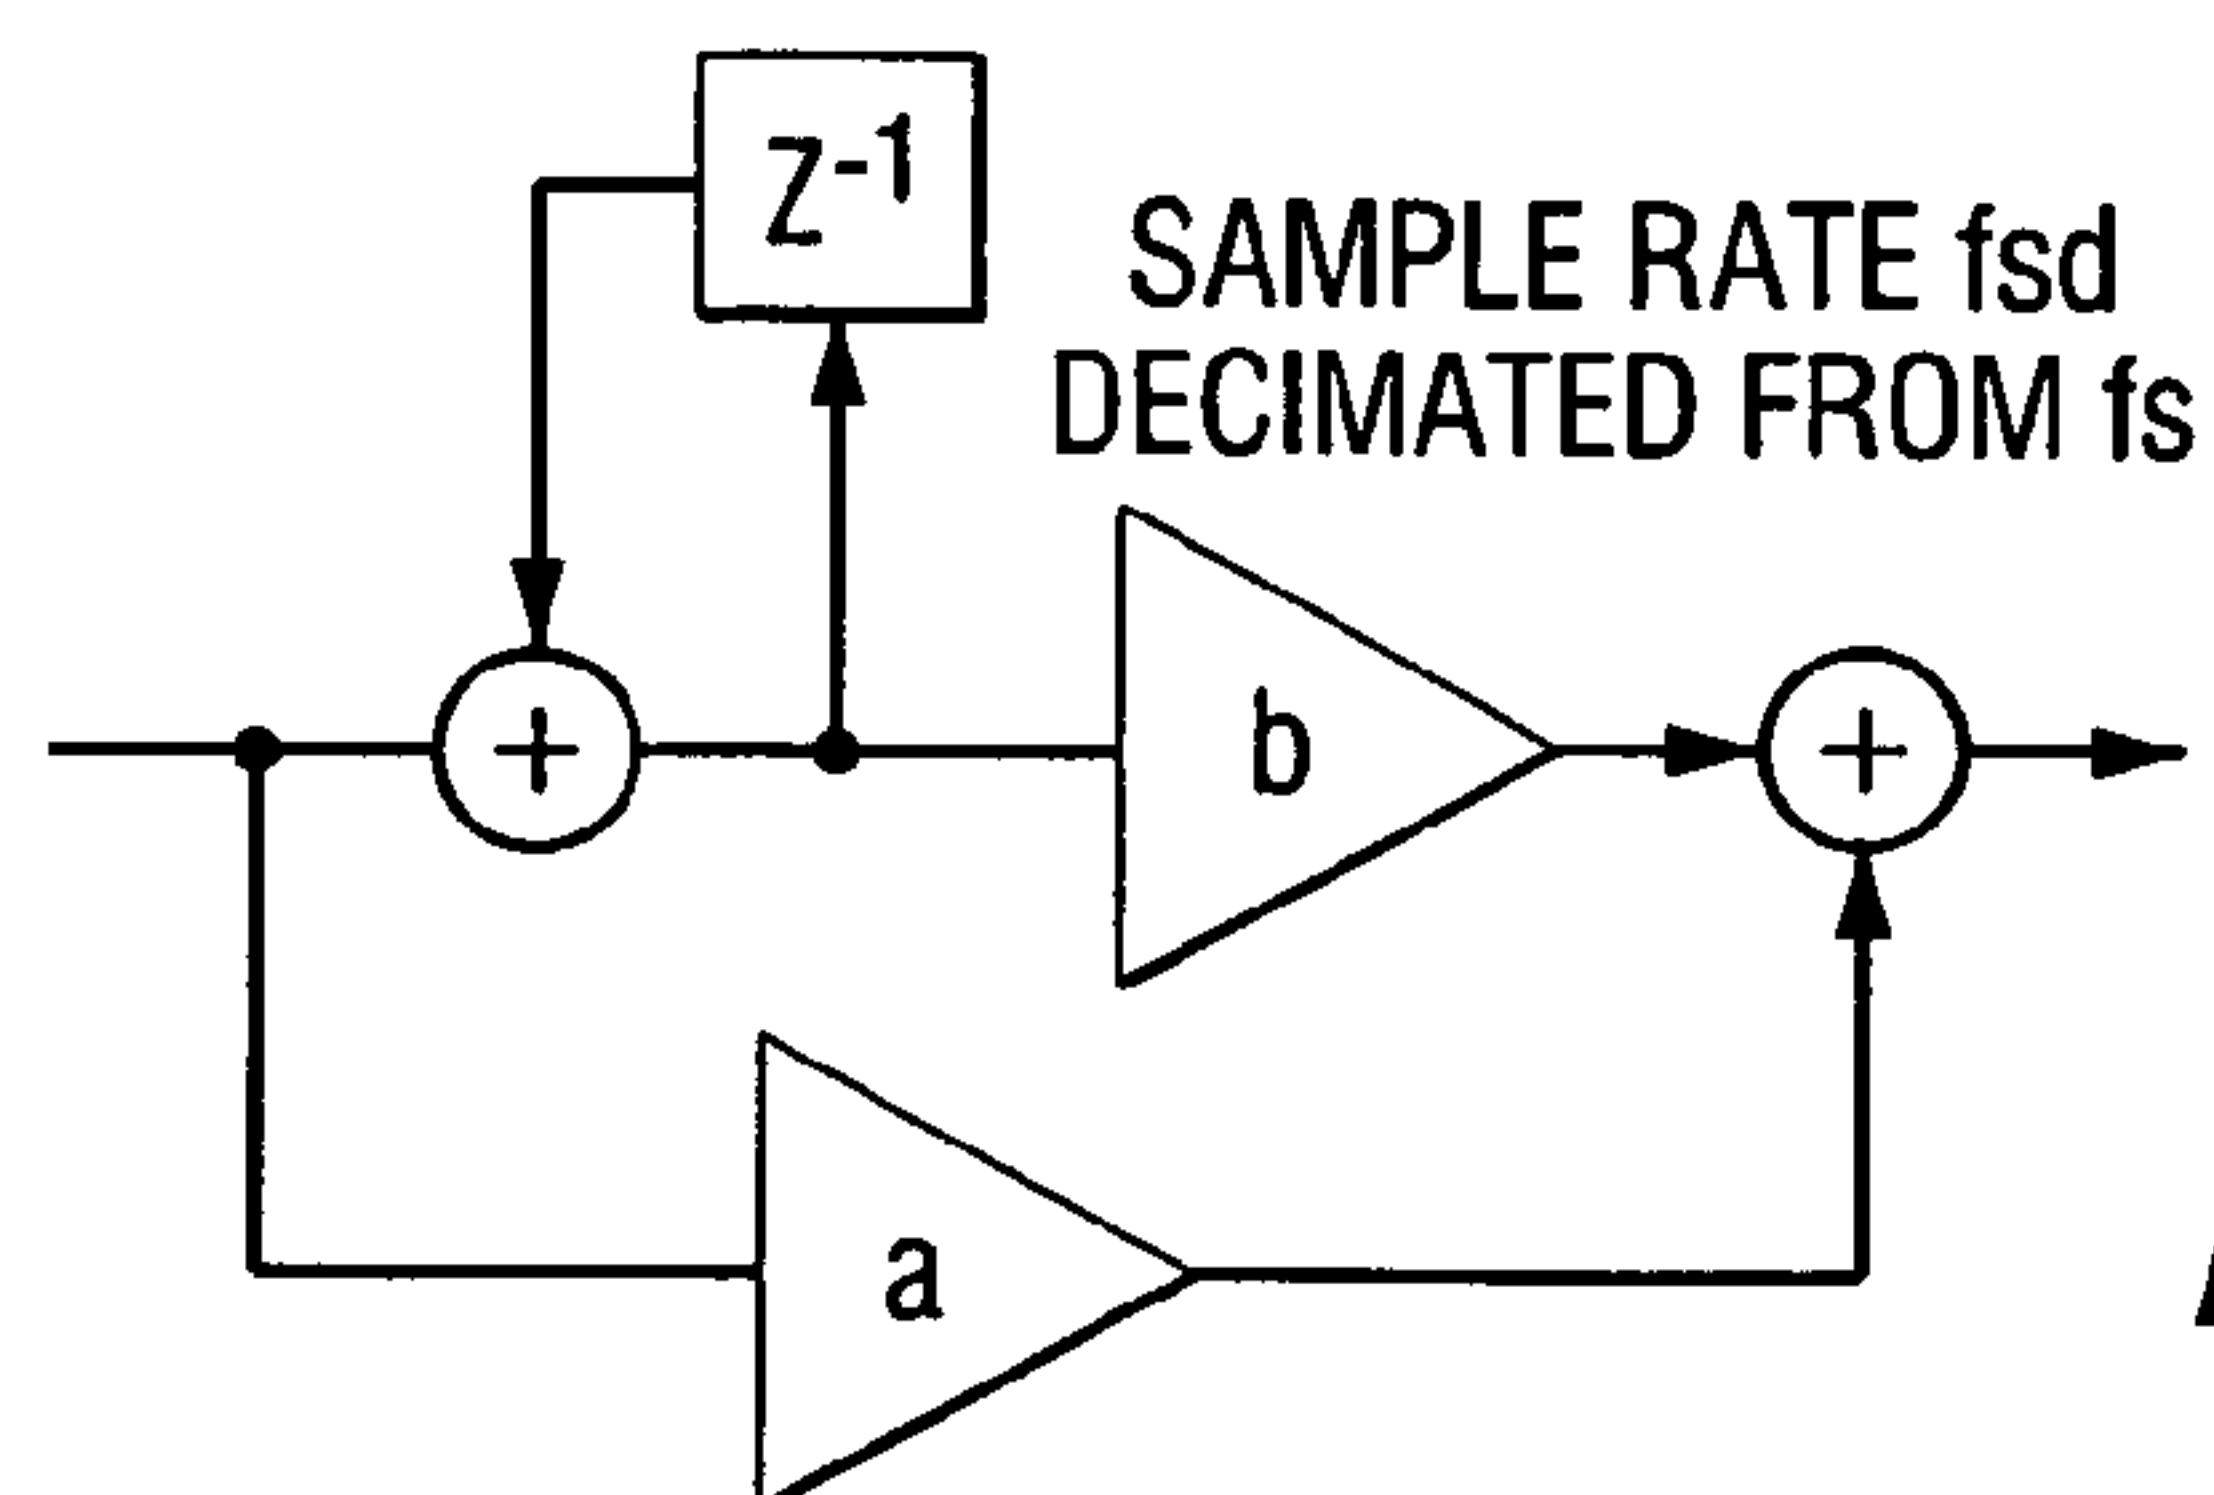 z-1
SAMPLE RATE fsd
DECIMATED FROM fs
+
b
+
a